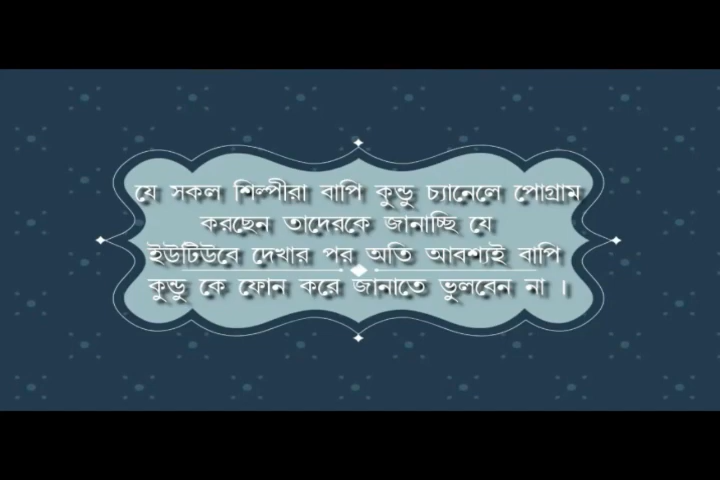 যে সকল শিল্পীরা বাপি কুন্ডু চ্যানেলে পোগ্রাম
করছেন তাদেরকে জানাচ্ছি যে
ইউটিউবে দেখার পর অতি আবশ্যই বাপি
কুন্ডু কে ফোন করে জানাতে ভুলবেন না ।